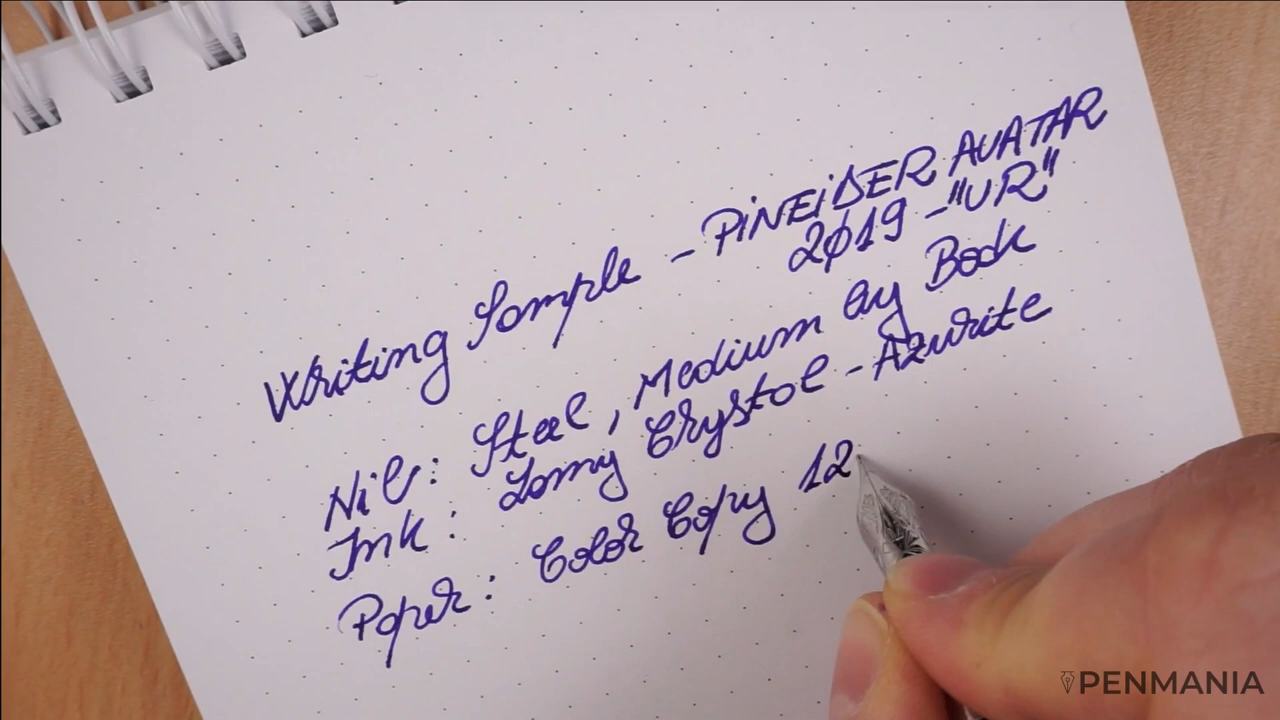 Writing Sample - PiNEiDER AVATAR
2019 - "UR"
Nib: Steel, Medium by Bock
Ink: Lamy Crystal - Azurite
Paper: Color Copy 12
PENMANIA